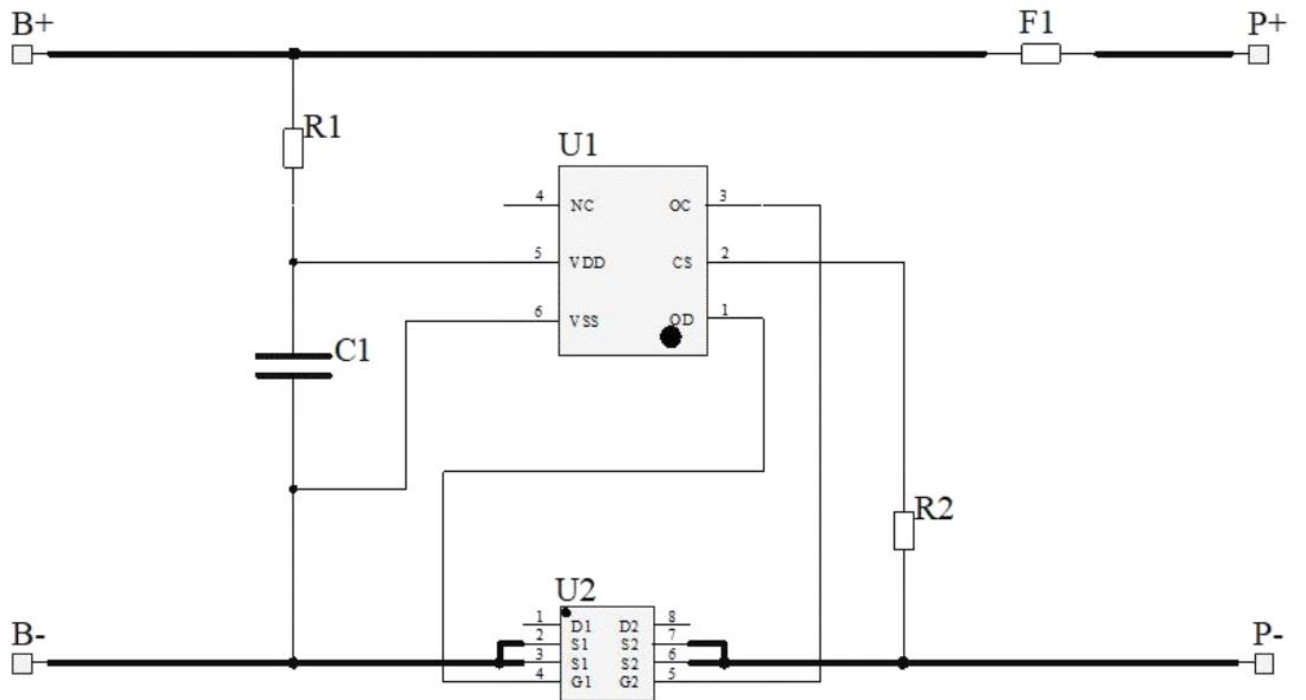 B+ F1 P+
R1
U1
4 NC OC 3
5 VDD CS 2
6 VSS OD 1
C1
R2
U2
1 D1 D2 8
2 S1 S2 7
B- P-
3 S1 S2 6
4 G1 G2 5